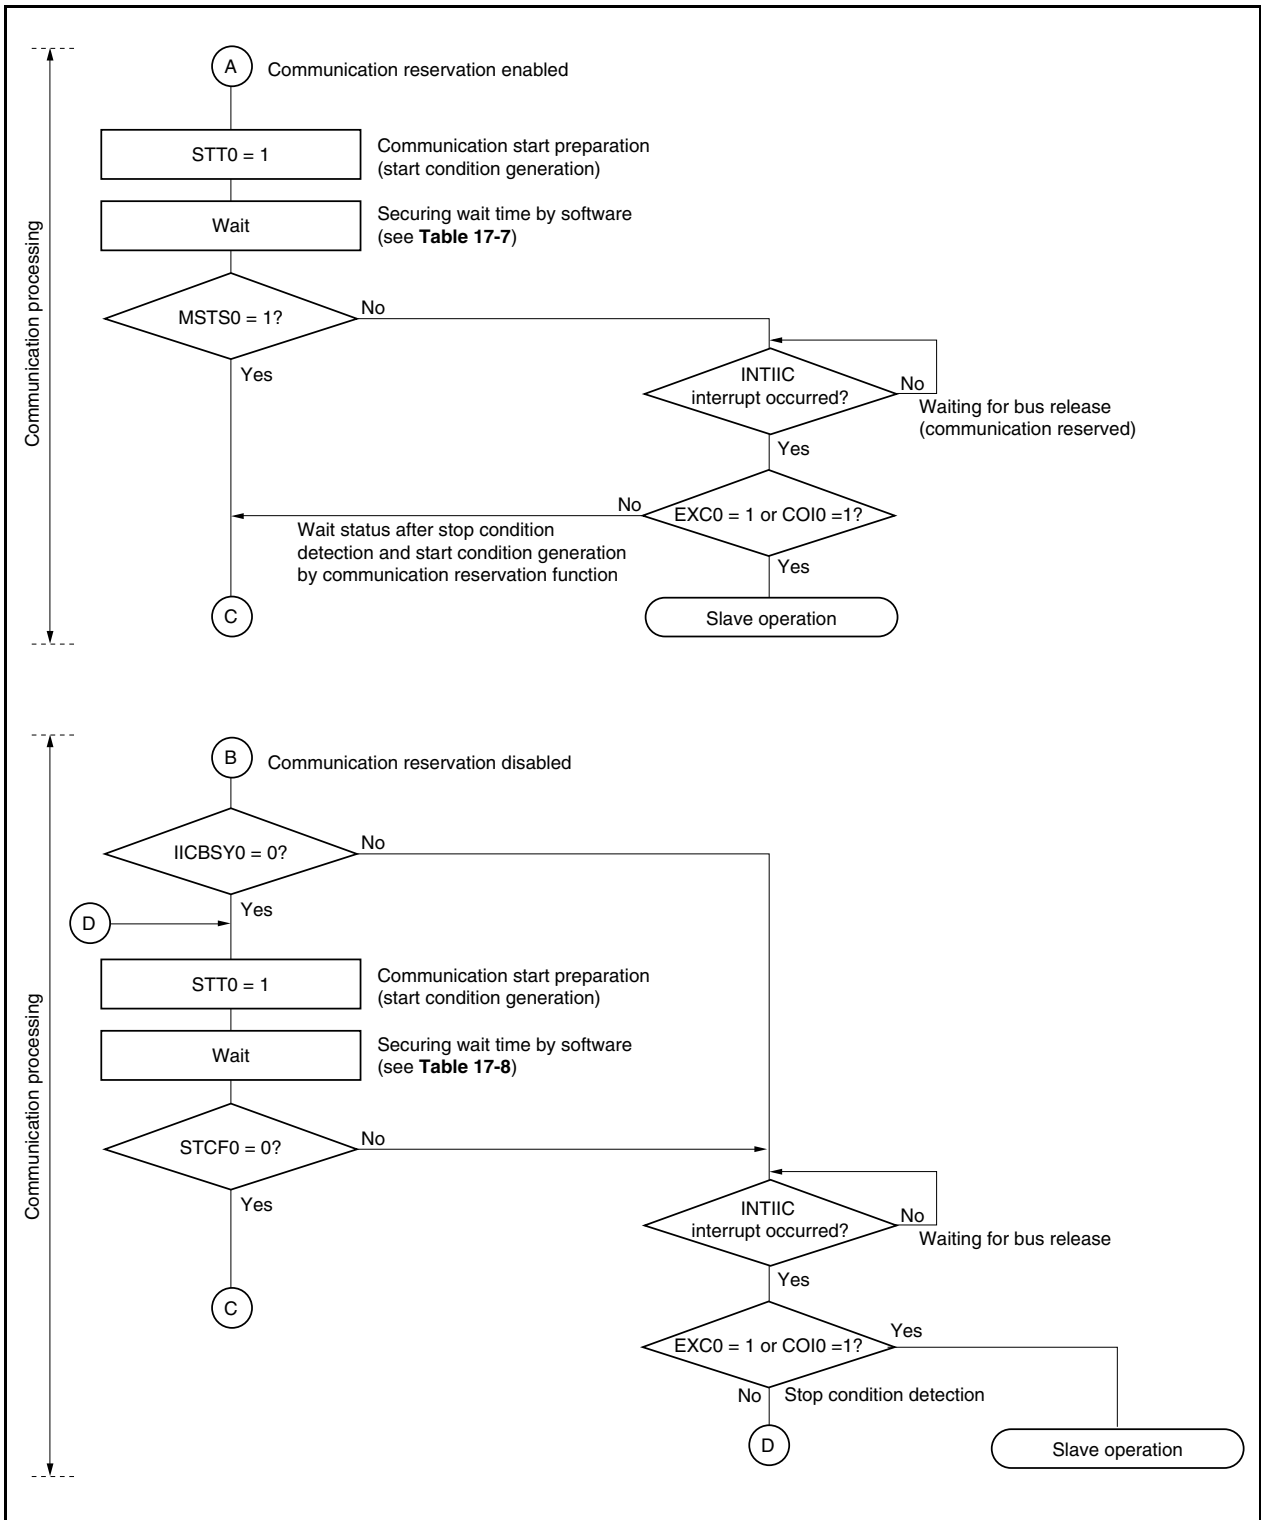 A
Communication reservation enabled
STT0 = 1
Communication start preparation
(start condition generation)
Wait
Securing wait time by software
(see Table 17-7)
MSTS0 = 1?
No
Yes
INTIIC
interrupt occurred?
No
Waiting for bus release
(communication reserved)
Yes
EXC0 = 1 or COI0 =1?
No
Wait status after stop condition
detection and start condition generation
by communication reservation function
Yes
C
Slave operation
Communication processing
B
Communication reservation disabled
IICBSY0 = 0?
No
Yes
D
STT0 = 1
Communication start preparation
(start condition generation)
Wait
Securing wait time by software
(see Table 17-8)
STCF0 = 0?
No
Yes
INTIIC
interrupt occurred?
No
Waiting for bus release
Yes
C
EXC0 = 1 or COI0 =1?
Yes
No
Stop condition detection
D
Slave operation
Communication processing